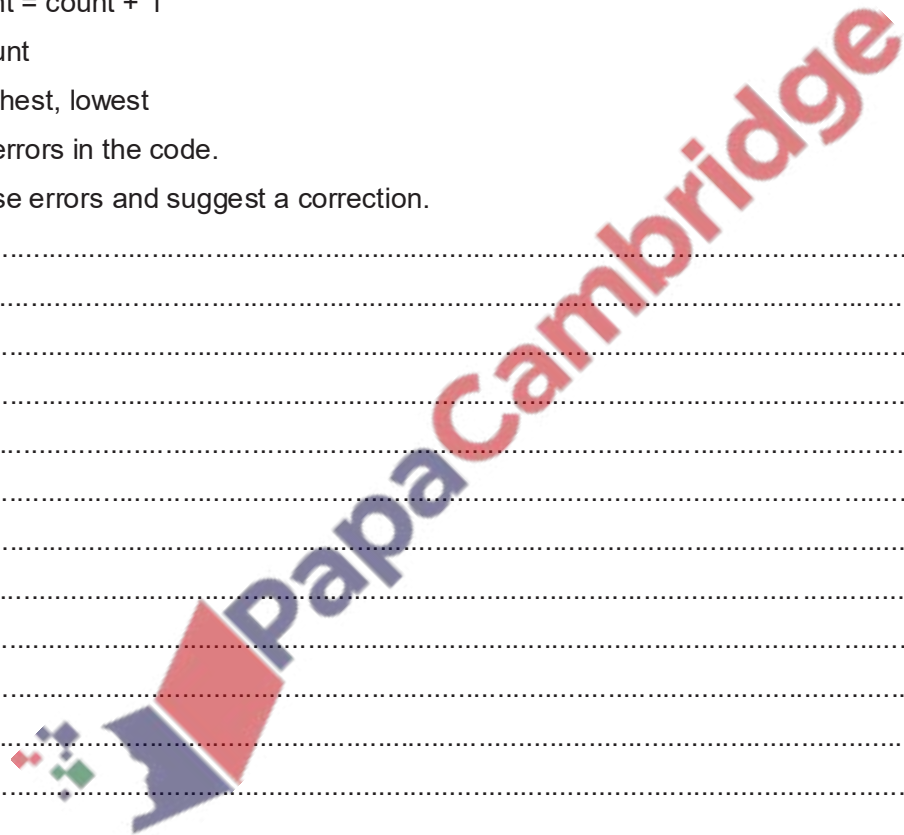 nt = count + 1
unt
hest, lowest
errors in the code.
se errors and suggest a correction.
PapaCambridge